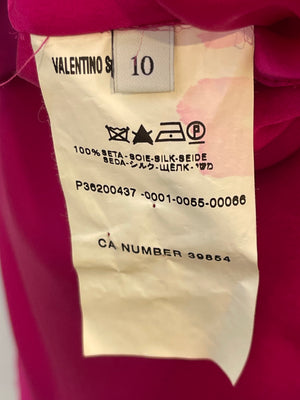 VALENTINO S
10
100% SETA-SOIE-SILK-SEIDE
SEDA-シルク-ЩЁЛК-משי
P36200437 -0001-0055-00066
CA NUMBER 39854